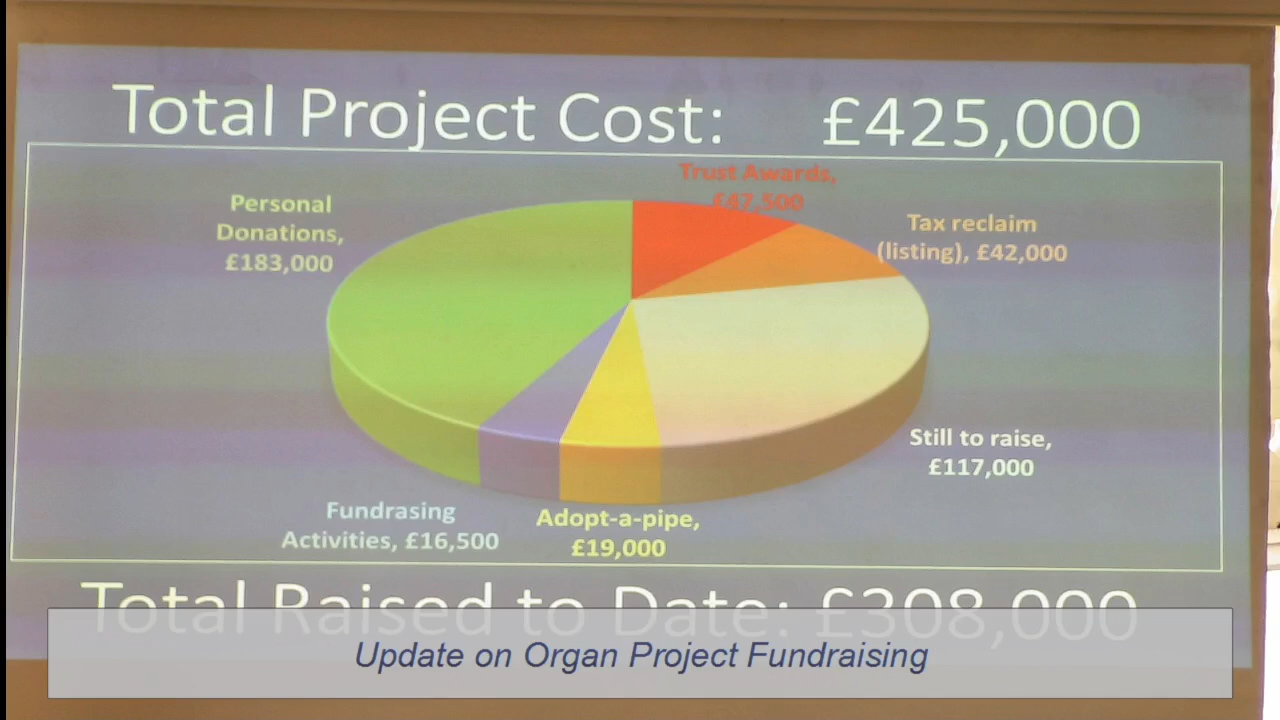 Total Project Cost: £425,000
Trust Awards,
£47,500
Personal
Donations,
£183,000
Tax reclaim
(listing), £42,000
Still to raise,
£117,000
Fundrasing
Activities, £16,500
Adopt-a-pipe,
£19,000
Total Raised to Date: £308,000
Update on Organ Project Fundraising